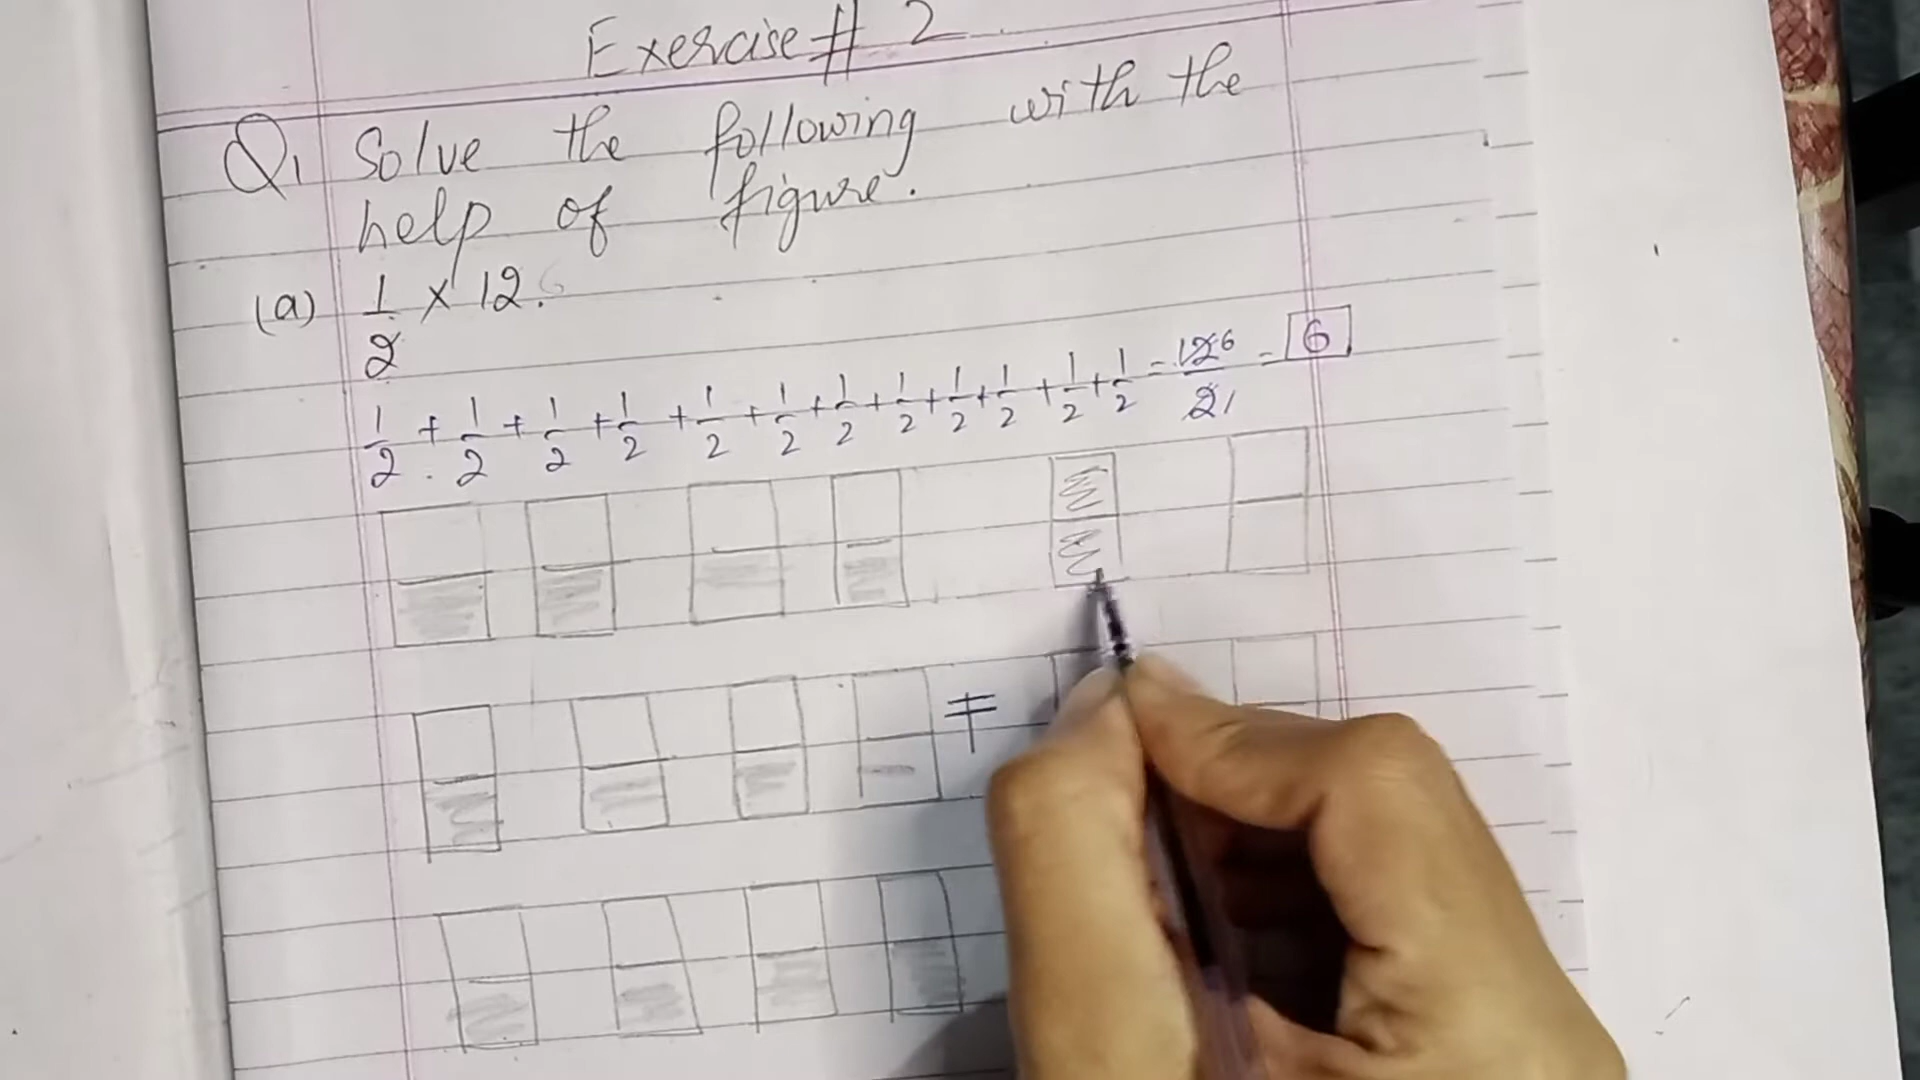 Exercise # 2
Q1 Solve the following with the
help of figure.
(a) 1/2 x 12.
1/2 + 1/2 + 1/2 + 1/2 + 1/2 + 1/2 + 1/2 + 1/2 + 1/2 + 1/2 + 1/2 + 1/2 = 12 6/2 1 = 6
=